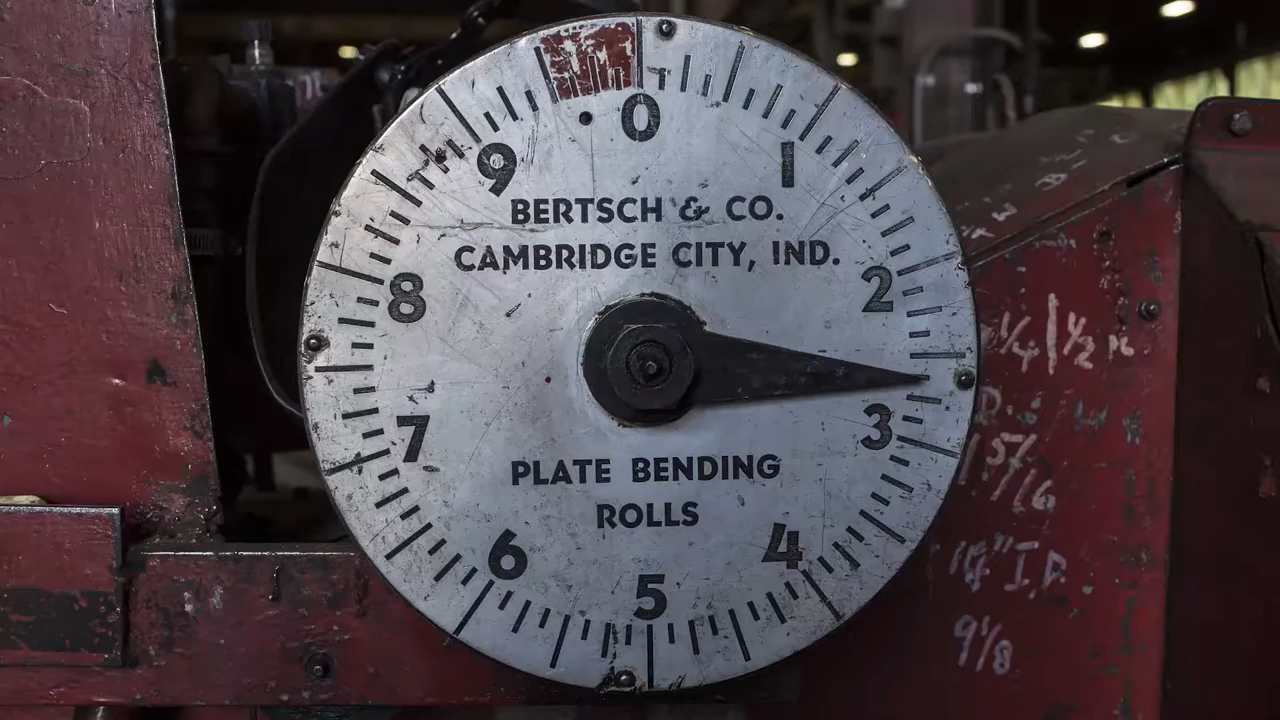 0
9
1
BERTSCH & CO.
CAMBRIDGE CITY, IND.
8
2
1/4 | 1/2
7
3
PLATE BENDING
ROLLS
6
4
5
9 1/8